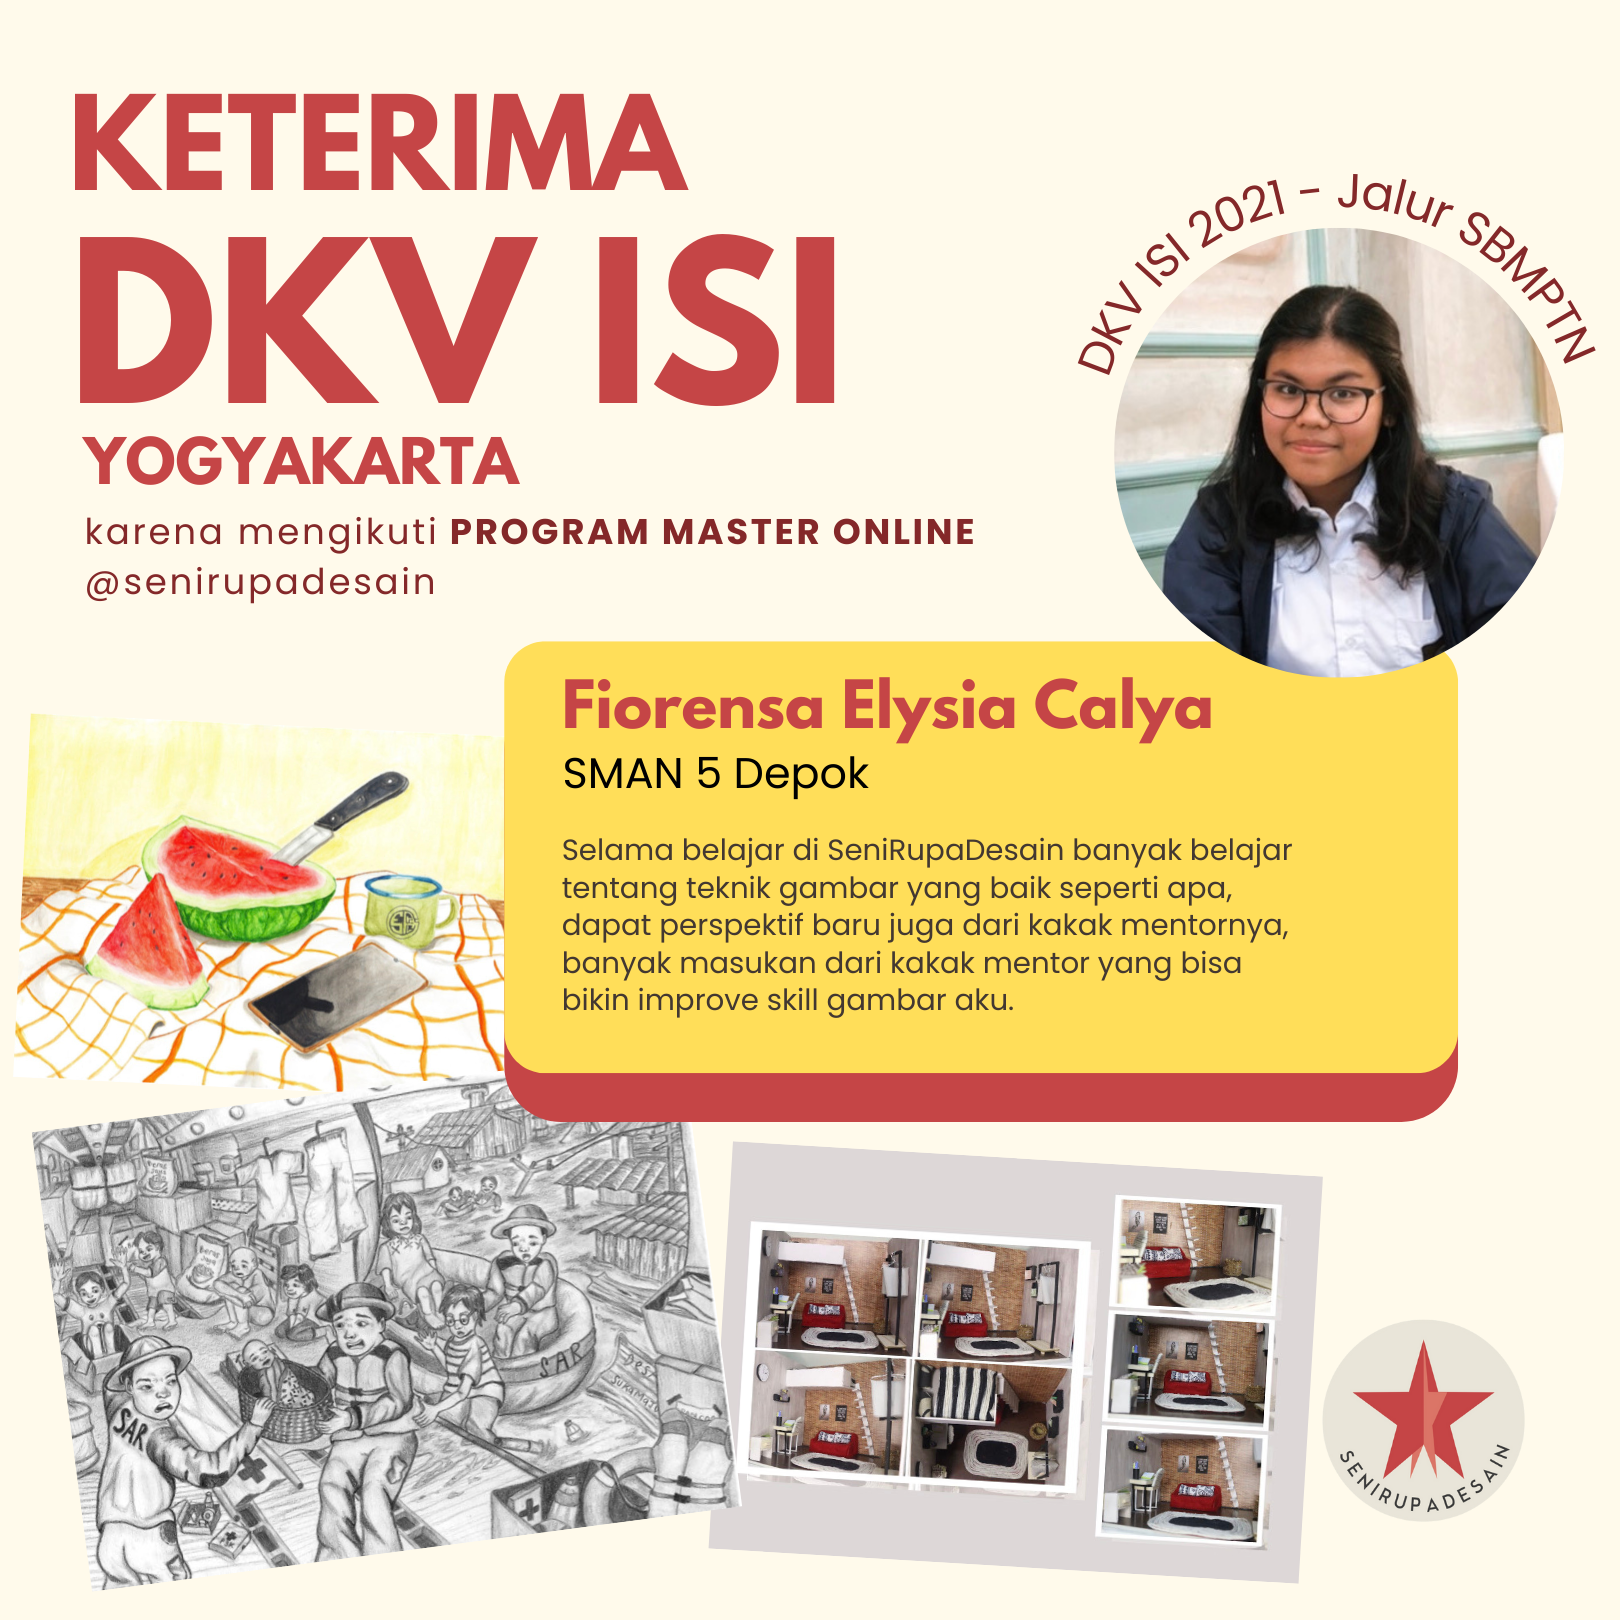 KETERIMA
DKV ISI
YOGYAKARTA
karena mengikuti PROGRAM MASTER ONLINE
@senirupadesain
DKV ISI 2021 - Jalur SBMPTN
Fiorensa Elysia Calya
SMAN 5 Depok
Selama belajar di SeniRupaDesain banyak belajar
tentang teknik gambar yang baik seperti apa,
dapat perspektif baru juga dari kakak mentornya,
banyak masukan dari kakak mentor yang bisa
bikin improve skill gambar aku.
SAR
SAR
SENIRUPADESAIN